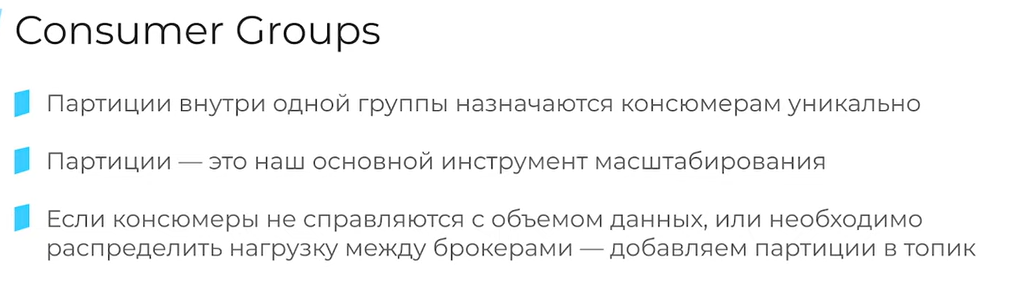 Consumer Groups
Партиции внутри одной группы назначаются консюмерам уникально
Партиции — это наш основной инструмент масштабирования
Если консюмеры не справляются с объемом данных, или необходимо
распределить нагрузку между брокерами — добавляем партиции в топик